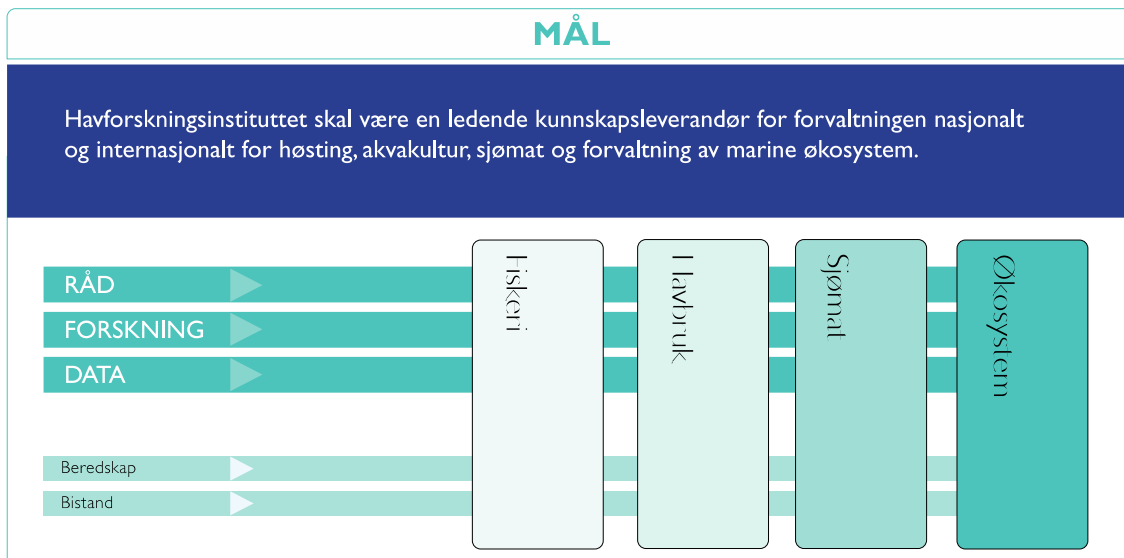 MÅL
Havforskningsinstituttet skal være en ledende kunnskapsleverandør for forvaltningen nasjonalt
og internasjonalt for høsting, akvakultur, sjømat og forvaltning av marine økosystem.
RÅD
FORSKNING
DATA
Beredskap
Bistand
Fiskeri
Havbruk
Sjømat
Økosystem